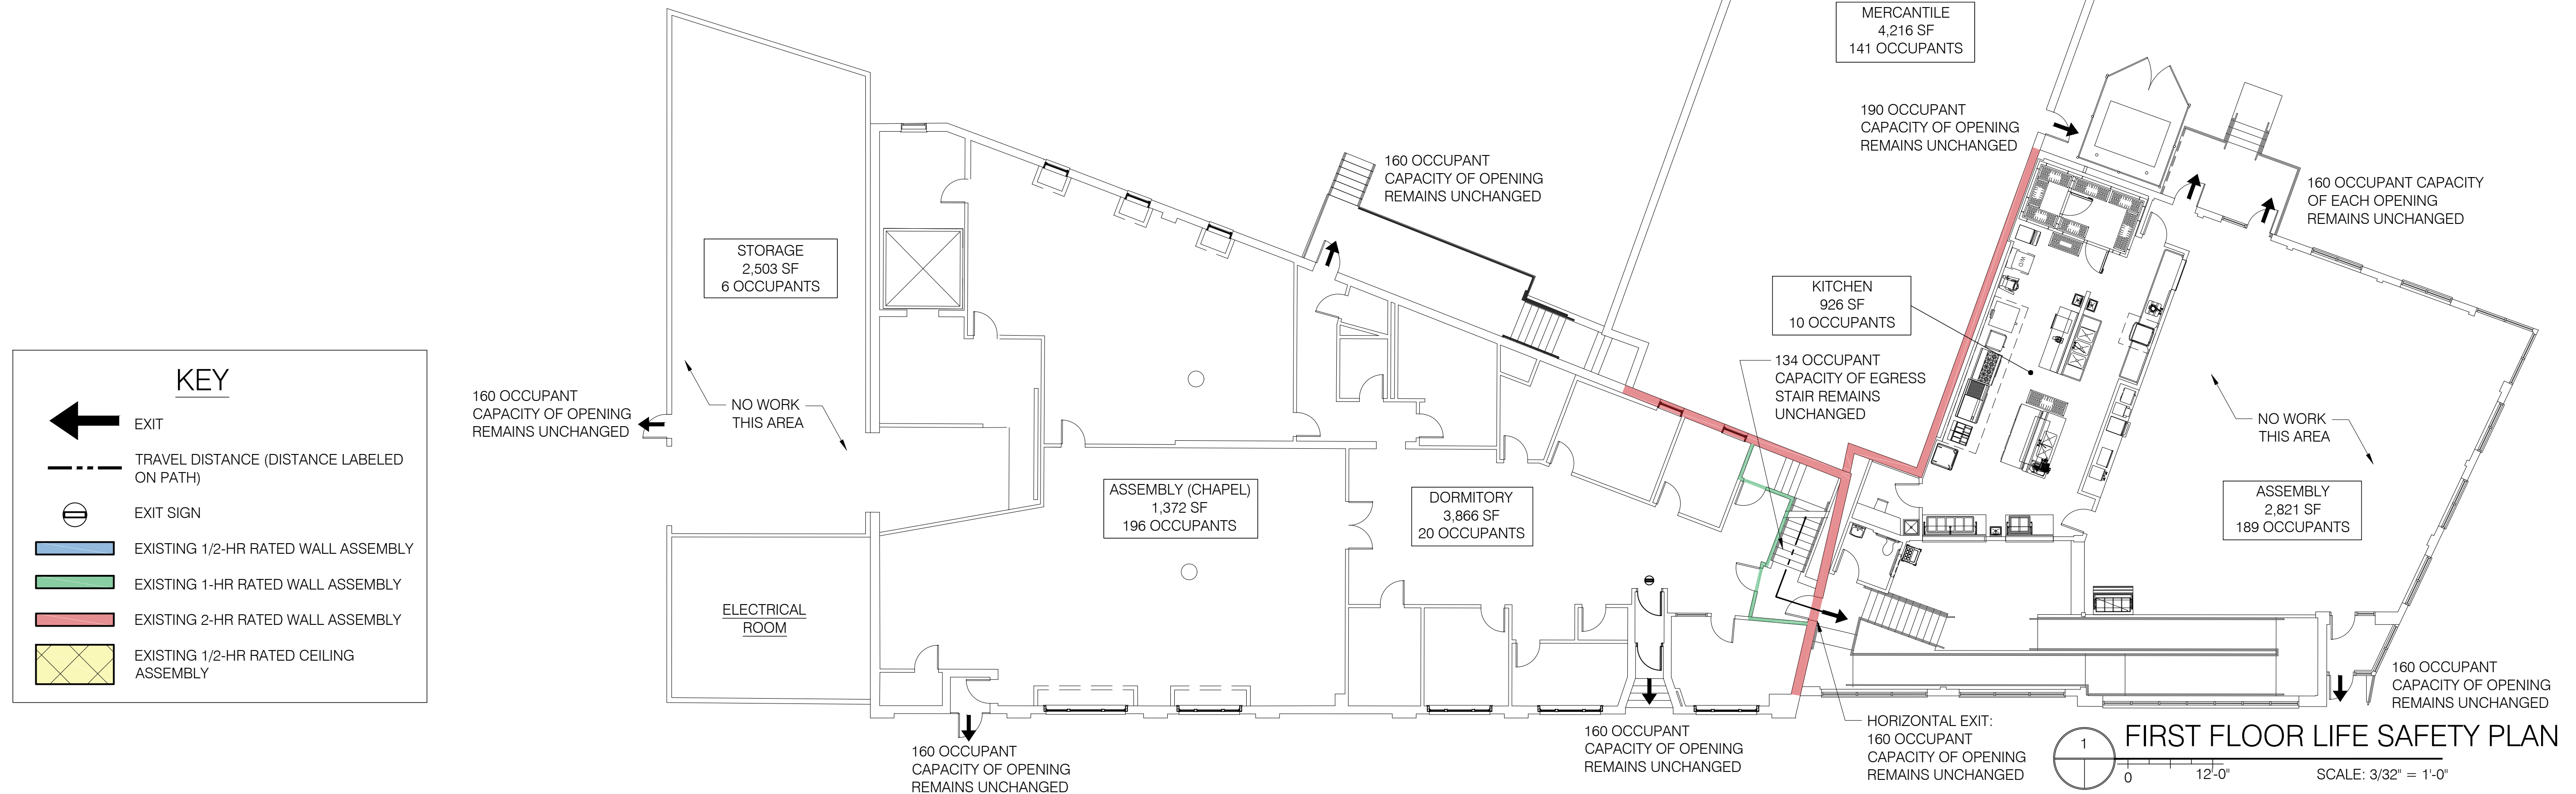 MERCANTILE
4,216 SF
141 OCCUPANTS
190 OCCUPANT
CAPACITY OF OPENING
REMAINS UNCHANGED
160 OCCUPANT
CAPACITY OF OPENING
REMAINS UNCHANGED
160 OCCUPANT CAPACITY
OF EACH OPENING
REMAINS UNCHANGED
STORAGE
2,503 SF
6 OCCUPANTS
KITCHEN
926 SF
10 OCCUPANTS
134 OCCUPANT
CAPACITY OF EGRESS
STAIR REMAINS
UNCHANGED
160 OCCUPANT
CAPACITY OF OPENING
REMAINS UNCHANGED
NO WORK
THIS AREA
NO WORK
THIS AREA
ASSEMBLY (CHAPEL)
1,372 SF
196 OCCUPANTS
DORMITORY
3,866 SF
20 OCCUPANTS
ASSEMBLY
2,821 SF
189 OCCUPANTS
ELECTRICAL
ROOM
KEY
EXIT
TRAVEL DISTANCE (DISTANCE LABELED
ON PATH)
EXIT SIGN
EXISTING 1/2-HR RATED WALL ASSEMBLY
EXISTING 1-HR RATED WALL ASSEMBLY
EXISTING 2-HR RATED WALL ASSEMBLY
EXISTING 1/2-HR RATED CEILING
ASSEMBLY
160 OCCUPANT
CAPACITY OF OPENING
REMAINS UNCHANGED
160 OCCUPANT
CAPACITY OF OPENING
REMAINS UNCHANGED
HORIZONTAL EXIT:
160 OCCUPANT
CAPACITY OF OPENING
REMAINS UNCHANGED
160 OCCUPANT
CAPACITY OF OPENING
REMAINS UNCHANGED
1
FIRST FLOOR LIFE SAFETY PLAN
0
12'-0"
SCALE: 3/32" = 1'-0"